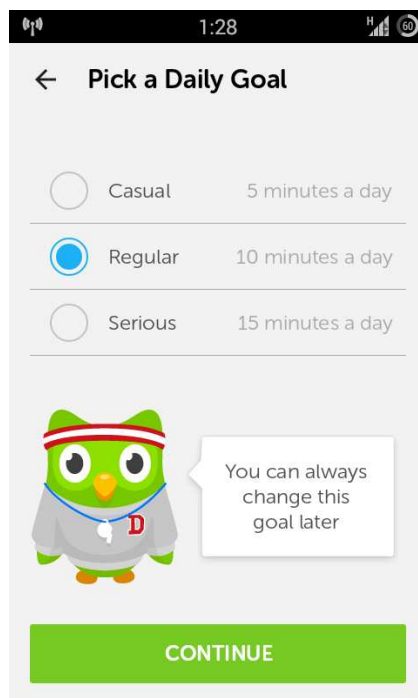 1:28
H
60
Pick a Daily Goal
Casual 5 minutes a day
Regular 10 minutes a day
Serious 15 minutes a day
You can always
change this
goal later
D
CONTINUE